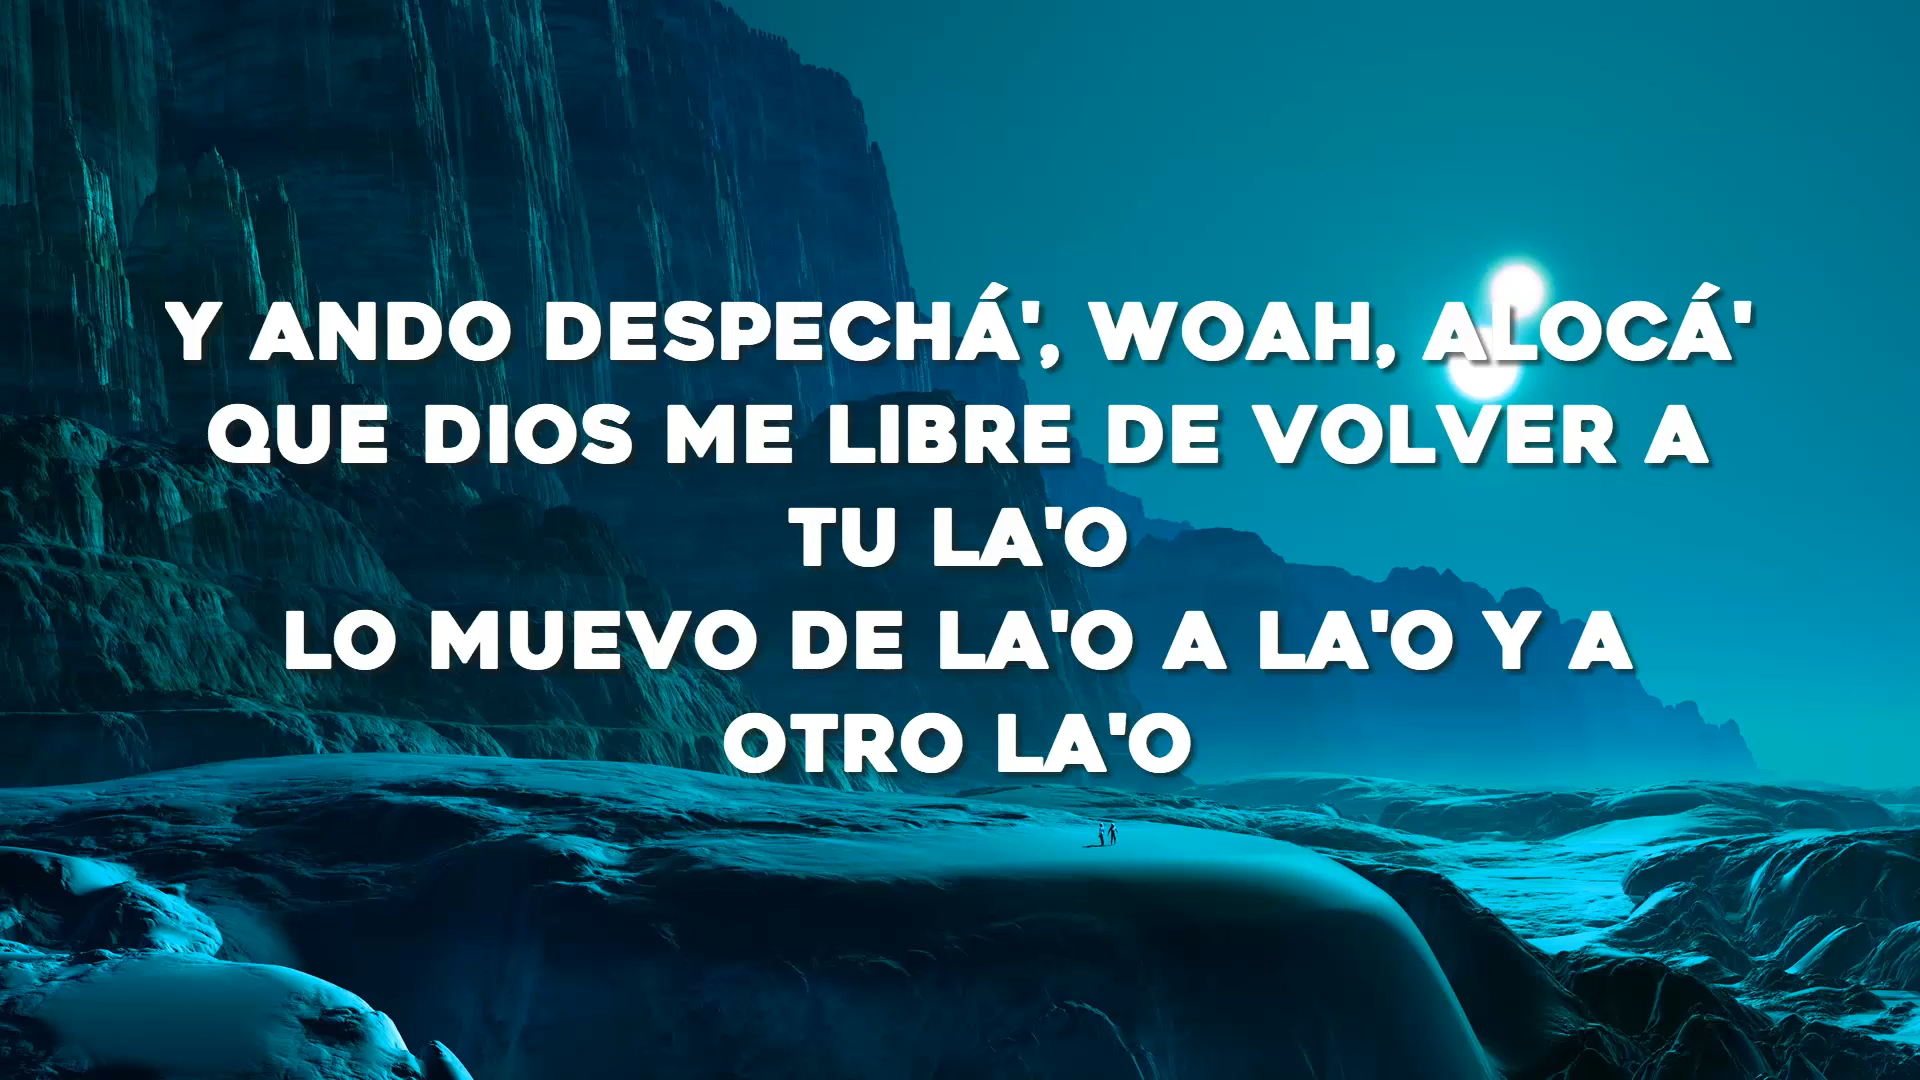 Y ANDO DESPECHÁ', WOAH, ALOCÁ'
QUE DIOS ME LIBRE DE VOLVER A
TU LA'O
LO MUEVO DE LA'O A LA'O Y A
OTRO LA'O